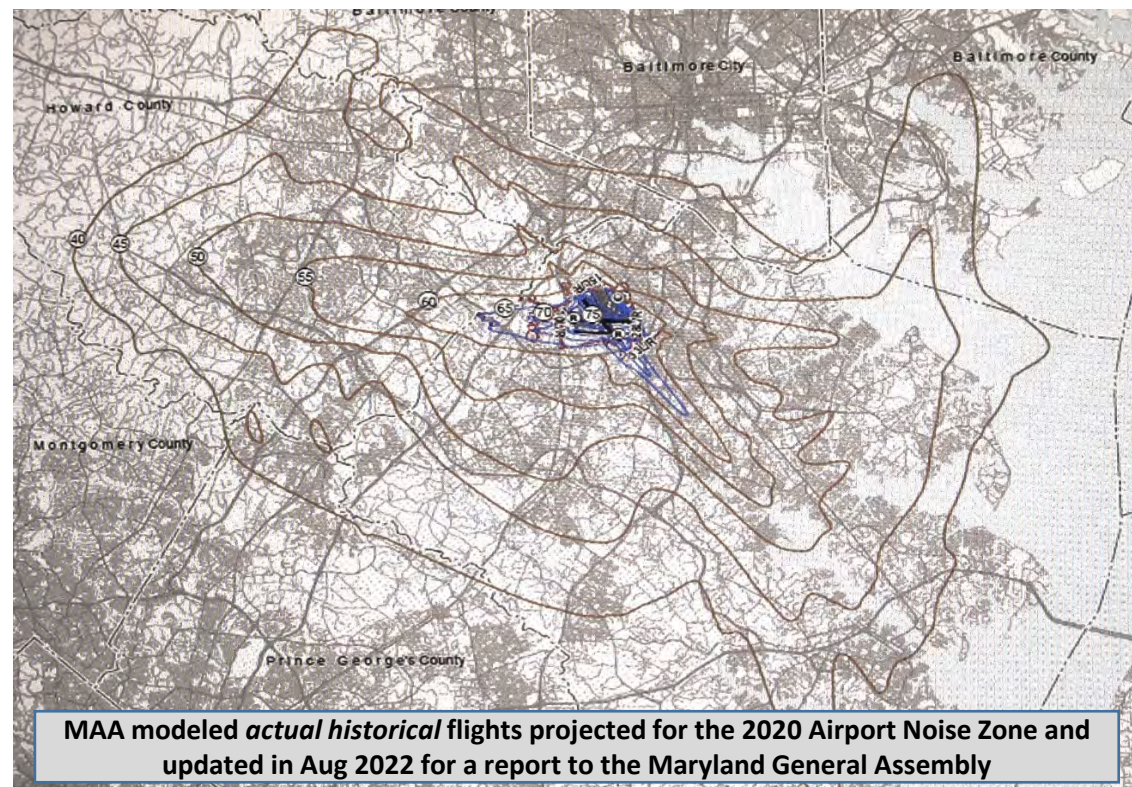 Baltimore County
Baltimore City
Baltimore County
Howard County
40
45
50
55
60
65
70
75
Montgomery County
Prince George's County
MAA modeled actual historical flights projected for the 2020 Airport Noise Zone and
updated in Aug 2022 for a report to the Maryland General Assembly